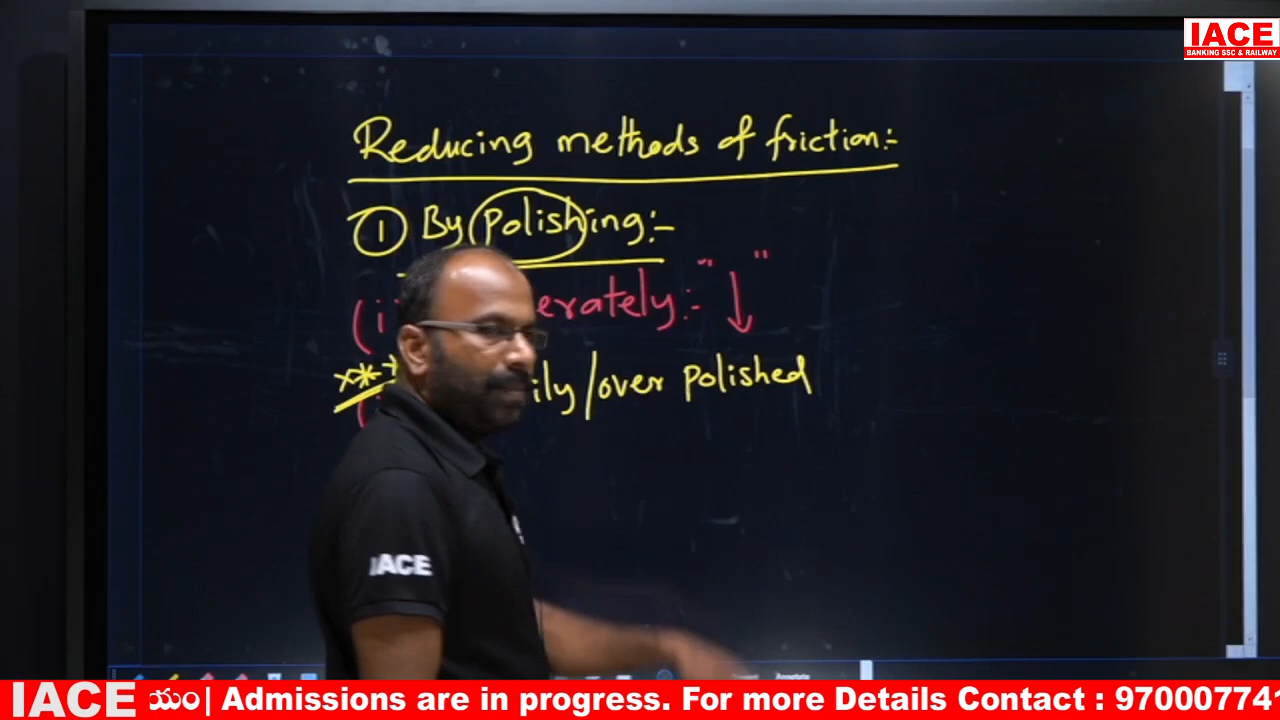 IACE
BANKING SSC & RAILWAY
Reducing methods of friction:-
① By Polishing:-
(i erately:- "↓"
ily/over polished
IACE
Annotate
IACE యం| Admissions are in progress. For more Details Contact : 97000774